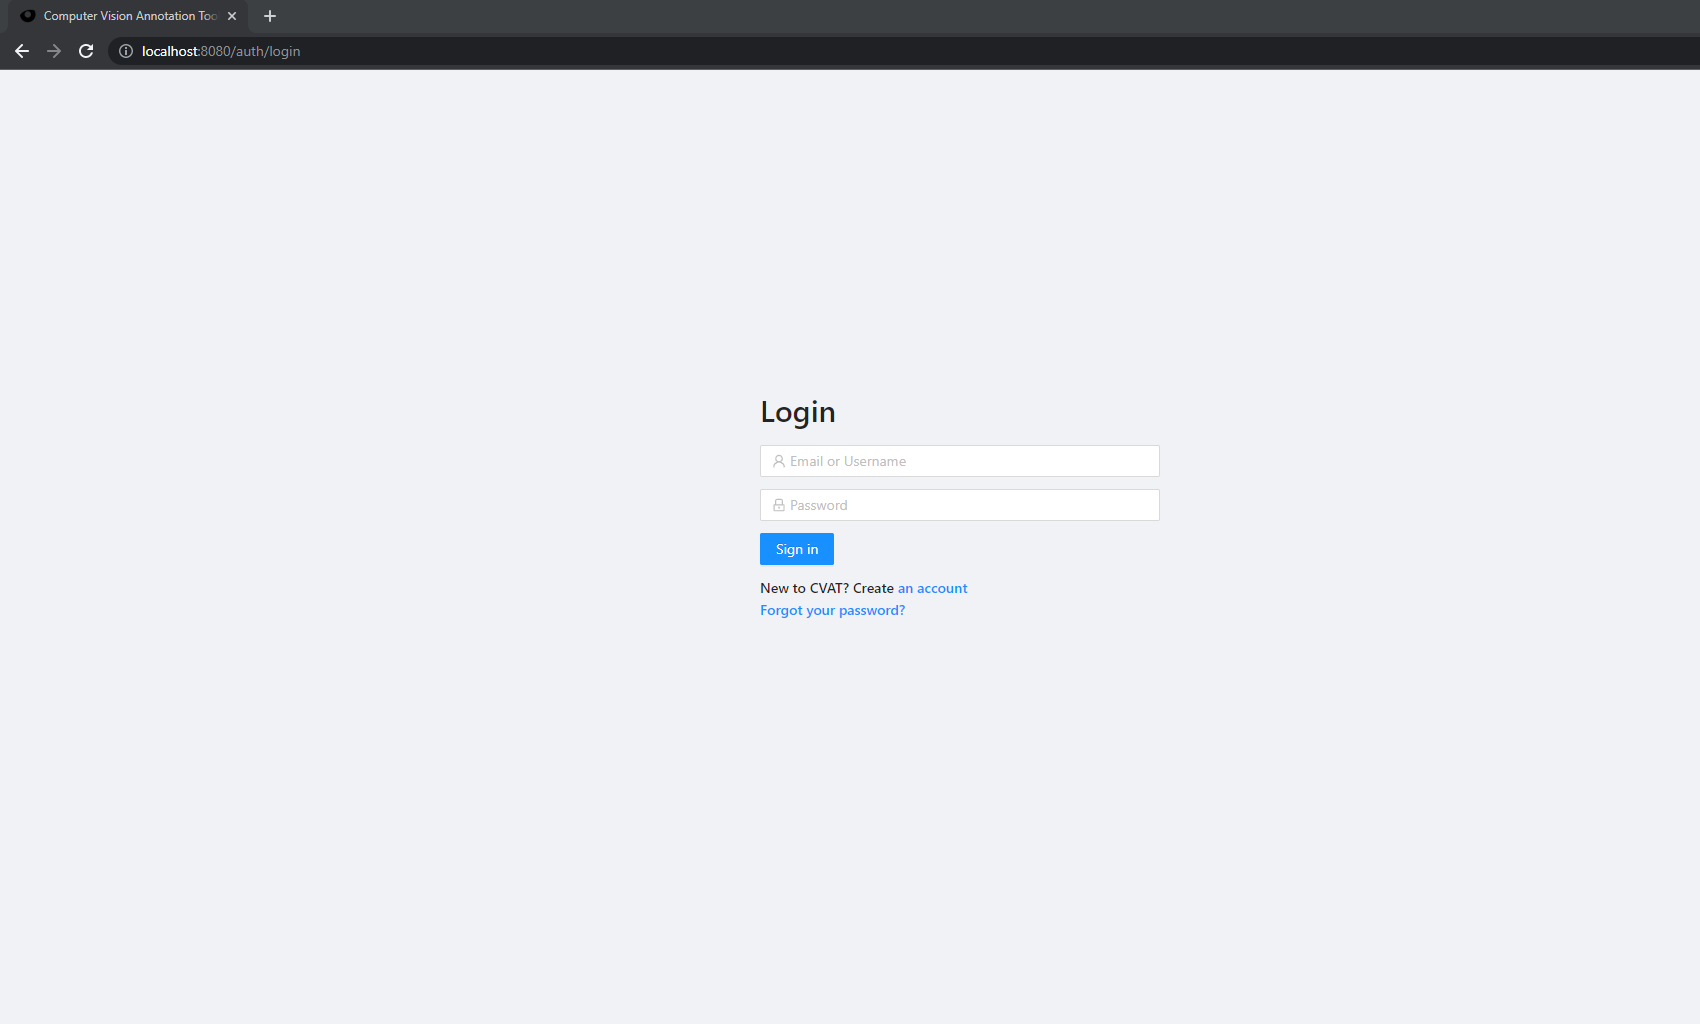 Computer Vision Annotation Too
localhost:8080/auth/login
Login
Email or Username
Password
Sign in
New to CVAT? Create an account
Forgot your password?